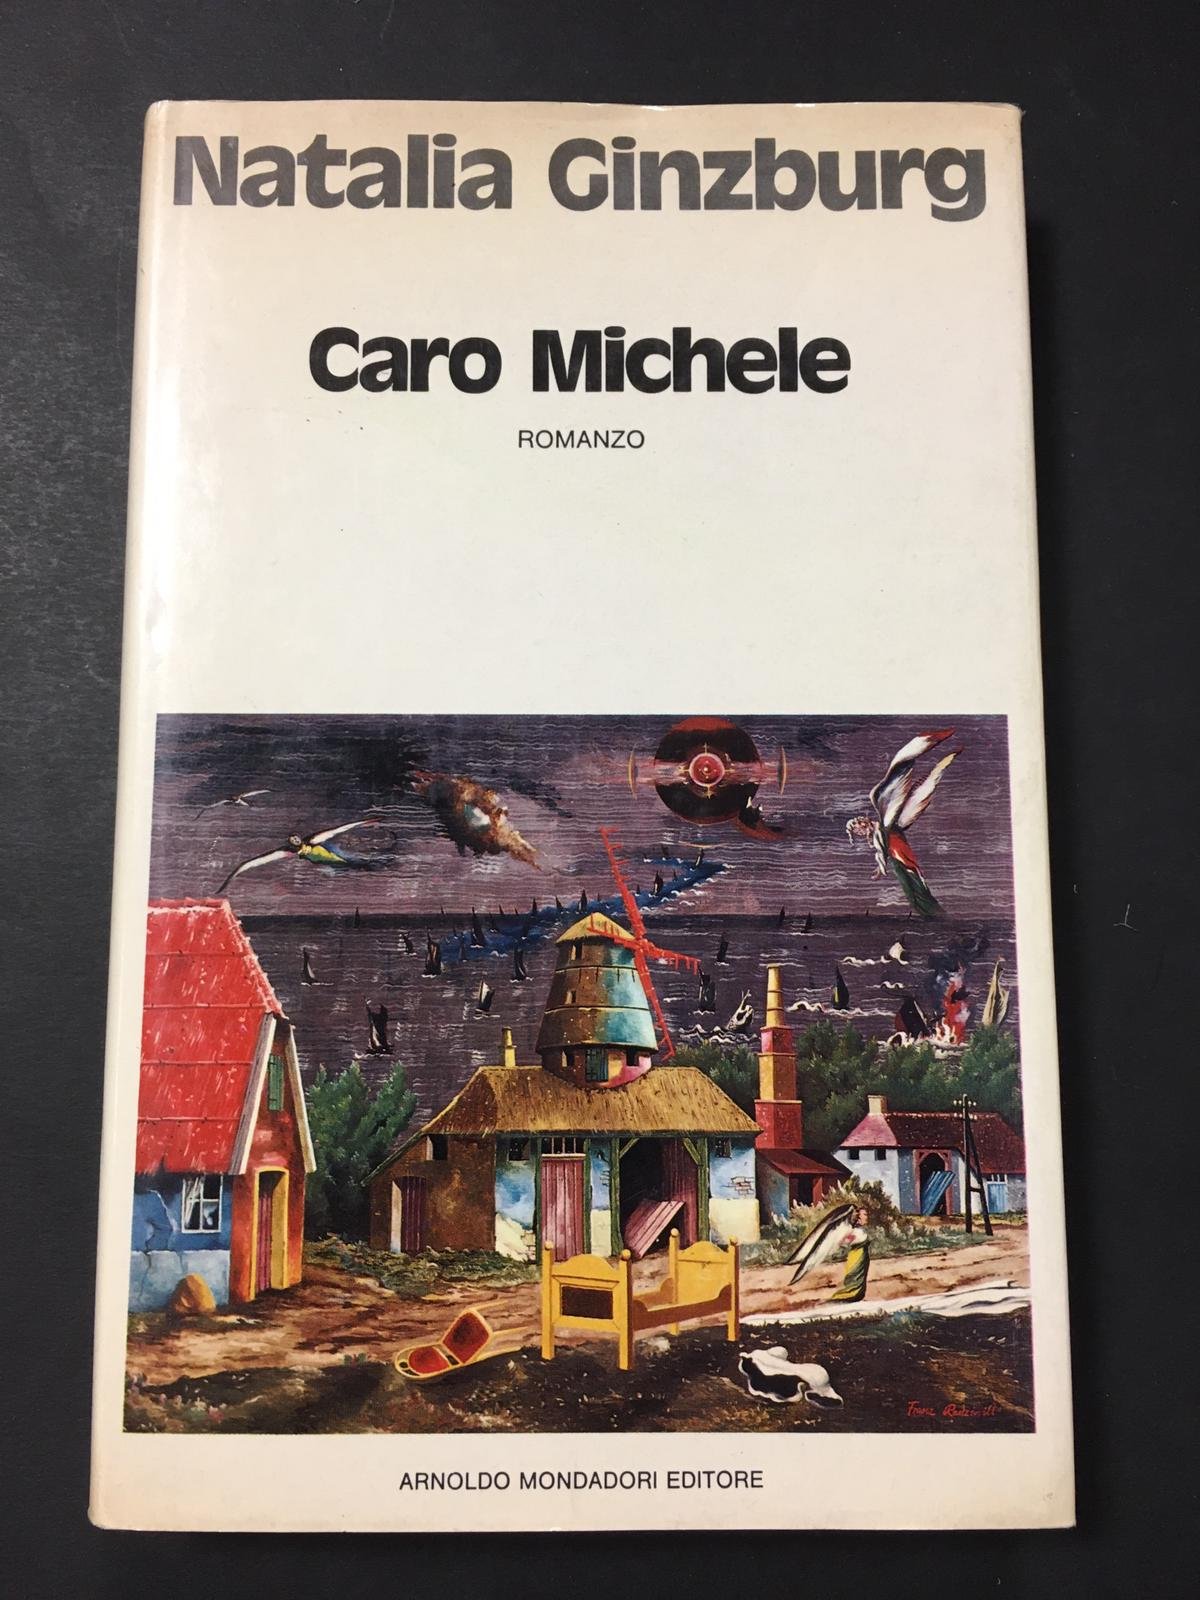 Natalia Ginzburg
Caro Michele
ROMANZO
Franz Radziwill
ARNOLDO MONDADORI EDITORE